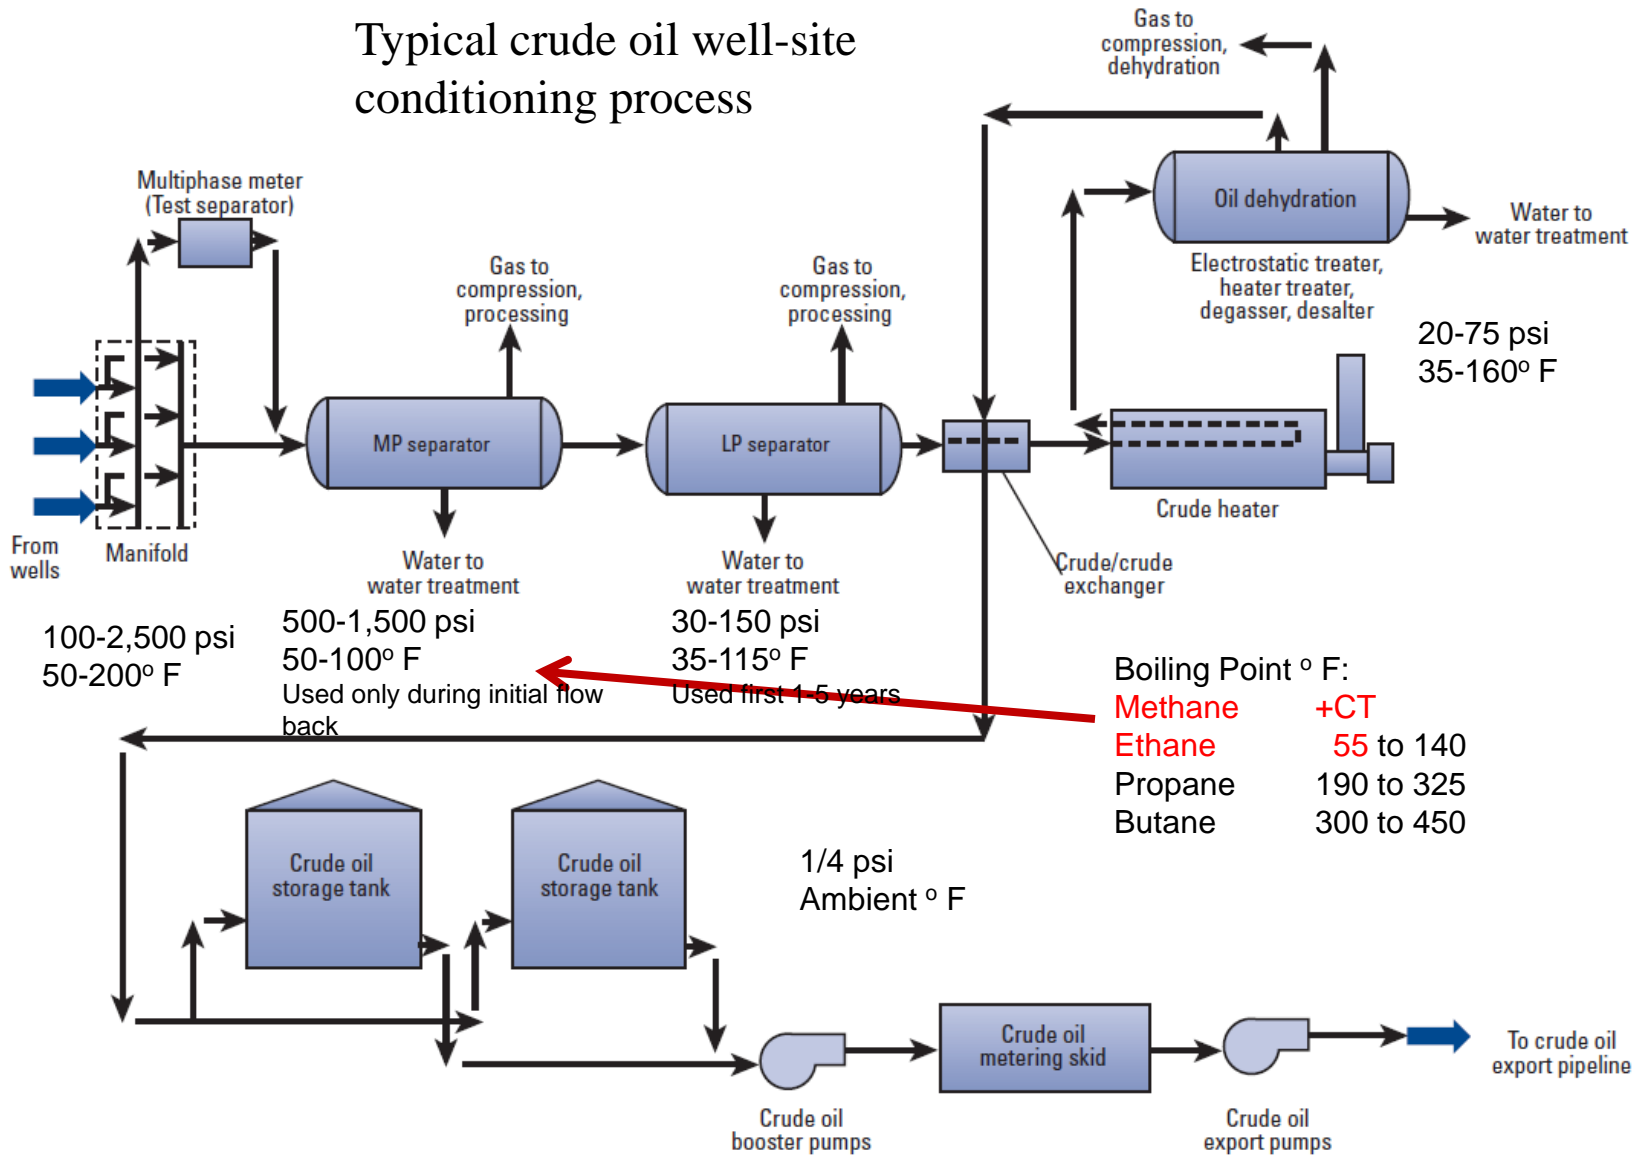 Typical crude oil well-site
conditioning process
Gas to
compression,
dehydration
Multiphase meter
(Test separator)
Oil dehydration
Water to
water treatment
Electrostatic treater,
heater treater,
degasser, desalter
20-75 psi
35-160º F
Gas to
compression,
processing
Gas to
compression,
processing
MP separator
LP separator
Crude heater
From
wells
Manifold
Water to
water treatment
Water to
water treatment
Crude/crude
exchanger
100-2,500 psi
50-200º F
500-1,500 psi
50-100º F
Used only during initial flow
back
30-150 psi
35-115º F
Used first 1-5 years
Boiling Point º F:
Methane +CT
Ethane 55 to 140
Propane 190 to 325
Butane 300 to 450
Crude oil
storage tank
Crude oil
storage tank
1/4 psi
Ambient º F
Crude oil
booster pumps
Crude oil
metering skid
Crude oil
export pumps
To crude oil
export pipeline